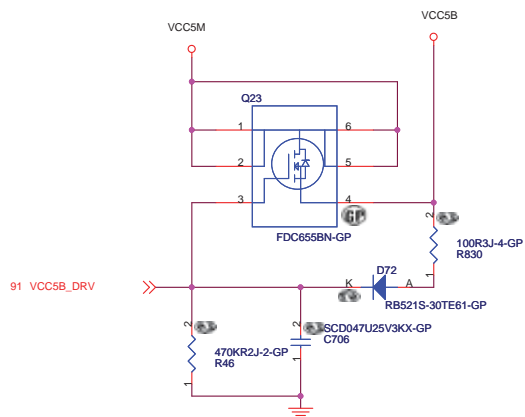 VCC5M
VCC5B
Q23
1
6
2
5
3
4
GP
FDC655BN-GP
2
100R3J-4-GP
R830
1
D72
91 VCC5B_DRV
K
A
RB521S-30TE61-GP
2
470KR2J-2-GP
R46
1
2
SCD047U25V3KX-GP
C706
1